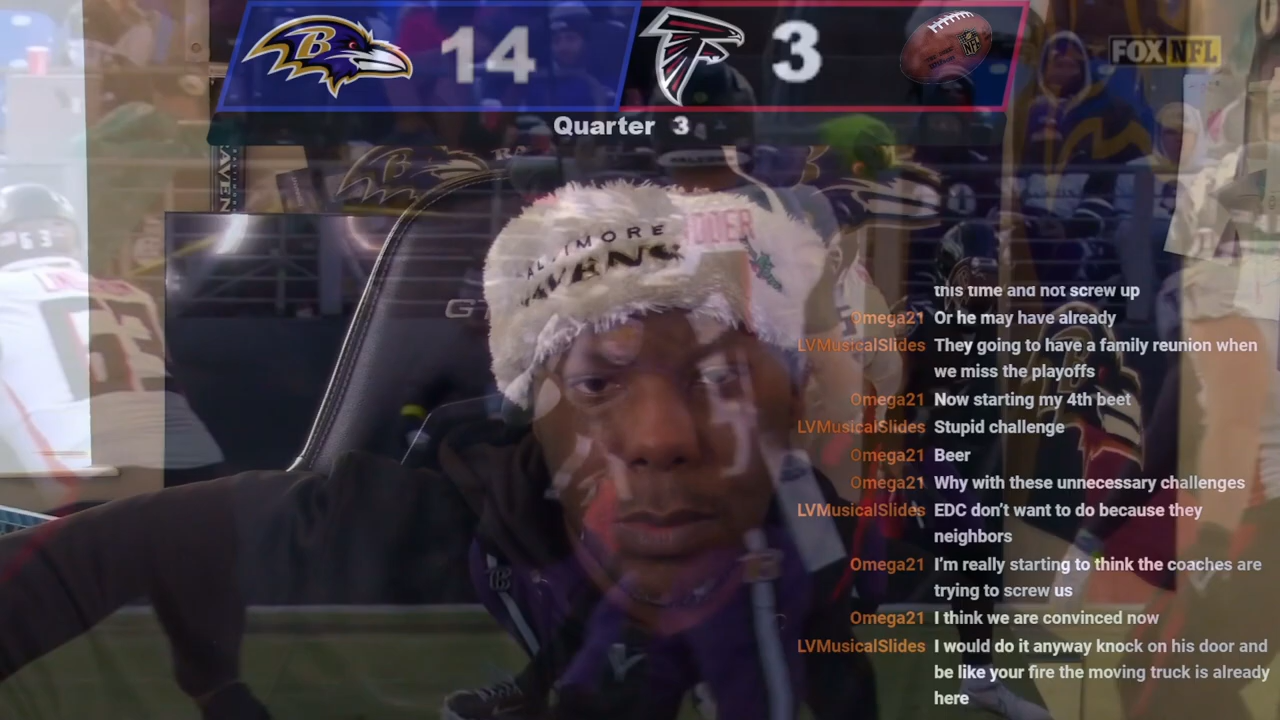 14
3
FOX NFL
Quarter 3
BALTIMORE
RAVENS
GT
63
this time and not screw up
Omega21 Or he may have already
LVMusicalSlides They going to have a family reunion when
we miss the playoffs
Omega21 Now starting my 4th beet
LVMusicalSlides Stupid challenge
Omega21 Beer
Omega21 Why with these unnecessary challenges
LVMusicalSlides EDC don't want to do because they
neighbors
Omega21 I'm really starting to think the coaches are
trying to screw us
Omega21 I think we are convinced now
LVMusicalSlides I would do it anyway knock on his door and
be like your fire the moving truck is already
here